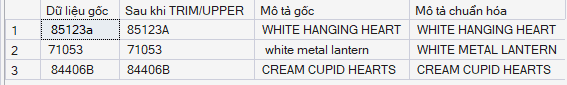 Dữ liệu gốc Sau khi TRIM/UPPER Mô tả gốc Mô tả chuẩn hóa
1 85123a 85123A WHITE HANGING HEART WHITE HANGING HEART
2 71053 71053 white metal lantern WHITE METAL LANTERN
3 84406B 84406B CREAM CUPID HEARTS CREAM CUPID HEARTS